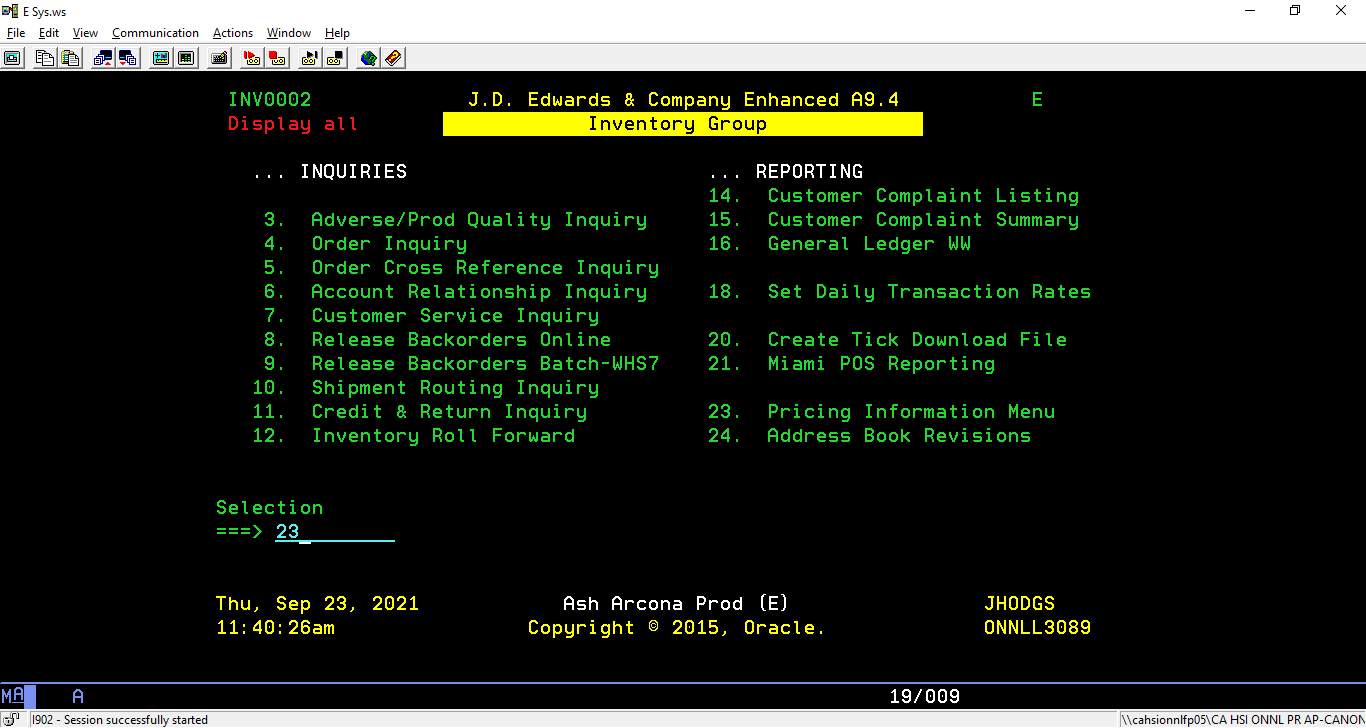 E Sys.ws
File Edit View Communication Actions Window Help
INV0002 J.D. Edwards & Company Enhanced A9.4 E
Display all Inventory Group
... INQUIRIES ... REPORTING
14. Customer Complaint Listing
3. Adverse/Prod Quality Inquiry 15. Customer Complaint Summary
4. Order Inquiry 16. General Ledger WW
5. Order Cross Reference Inquiry
6. Account Relationship Inquiry 18. Set Daily Transaction Rates
7. Customer Service Inquiry
8. Release Backorders Online 20. Create Tick Download File
9. Release Backorders Batch-WHS7 21. Miami POS Reporting
10. Shipment Routing Inquiry
11. Credit & Return Inquiry 23. Pricing Information Menu
12. Inventory Roll Forward 24. Address Book Revisions
Selection
===> 23
Thu, Sep 23, 2021 Ash Arcona Prod (E) JHODGS
11:40:26am Copyright © 2015, Oracle. ONNLL3089
MA A 19/009
I902 - Session successfully started \\cahsionnlfp05\CA HSI ONNL PR AP-CANON